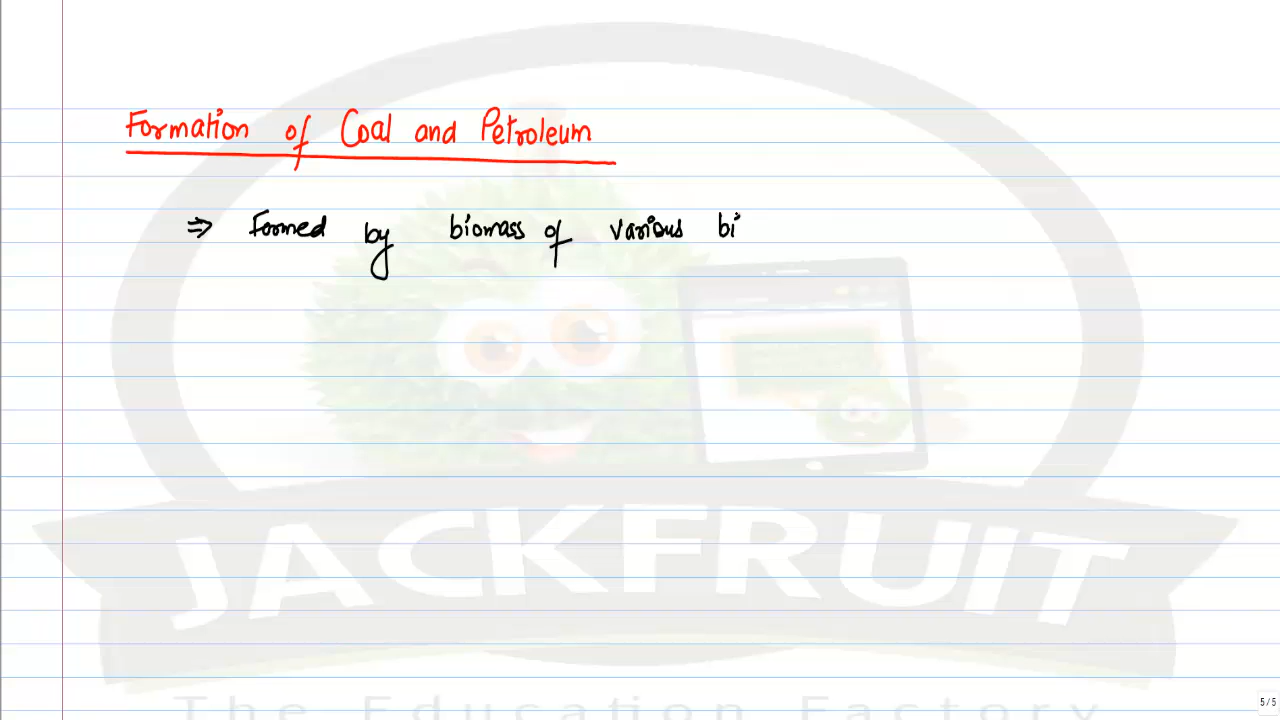 Formation of Coal and Petroleum
⇒ Formed by biomass of various bi
JACKFRUIT
The Education Factory
5/5